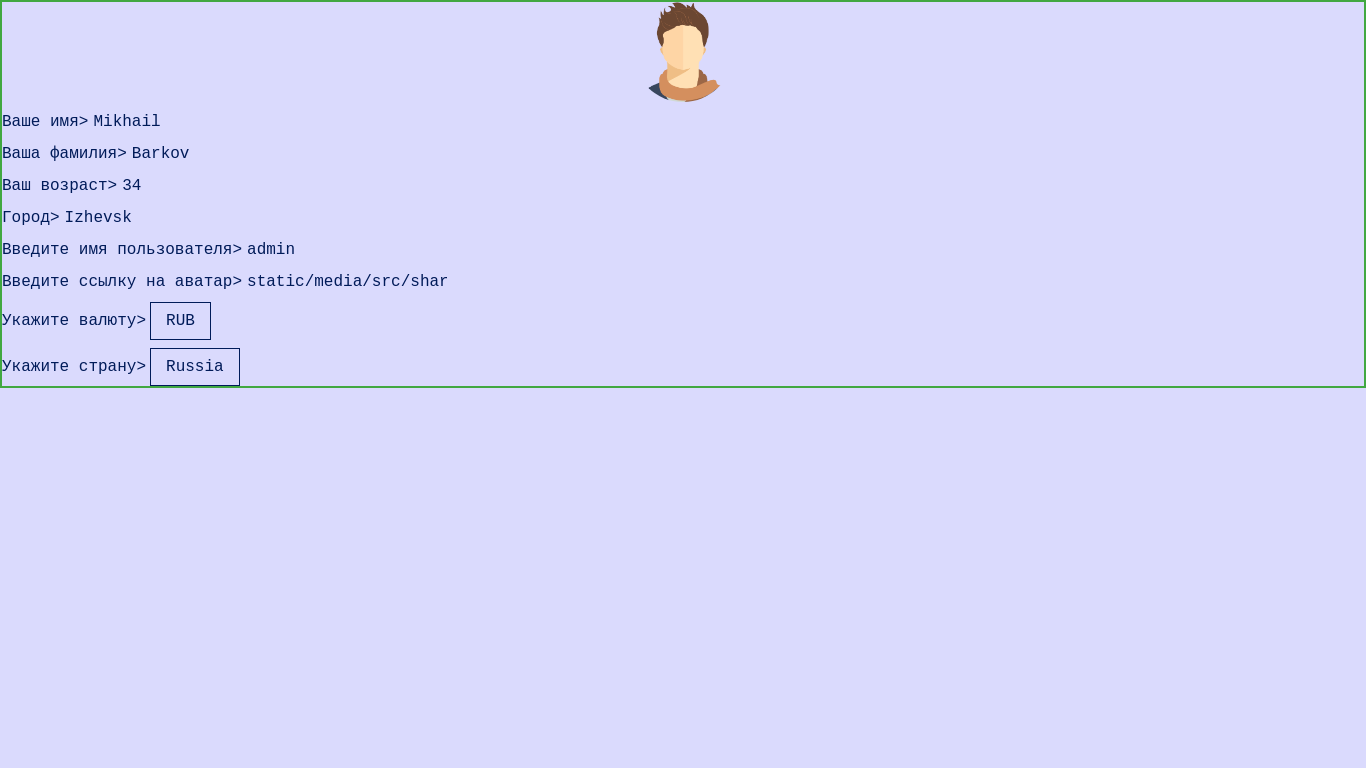 Ваше имя> Mikhail
Ваша фамилия> Barkov
Ваш возраст> 34
Город> Izhevsk
Введите имя пользователя> admin
Введите ссылку на аватар> static/media/src/shar
Укажите валюту> RUB
Укажите страну> Russia